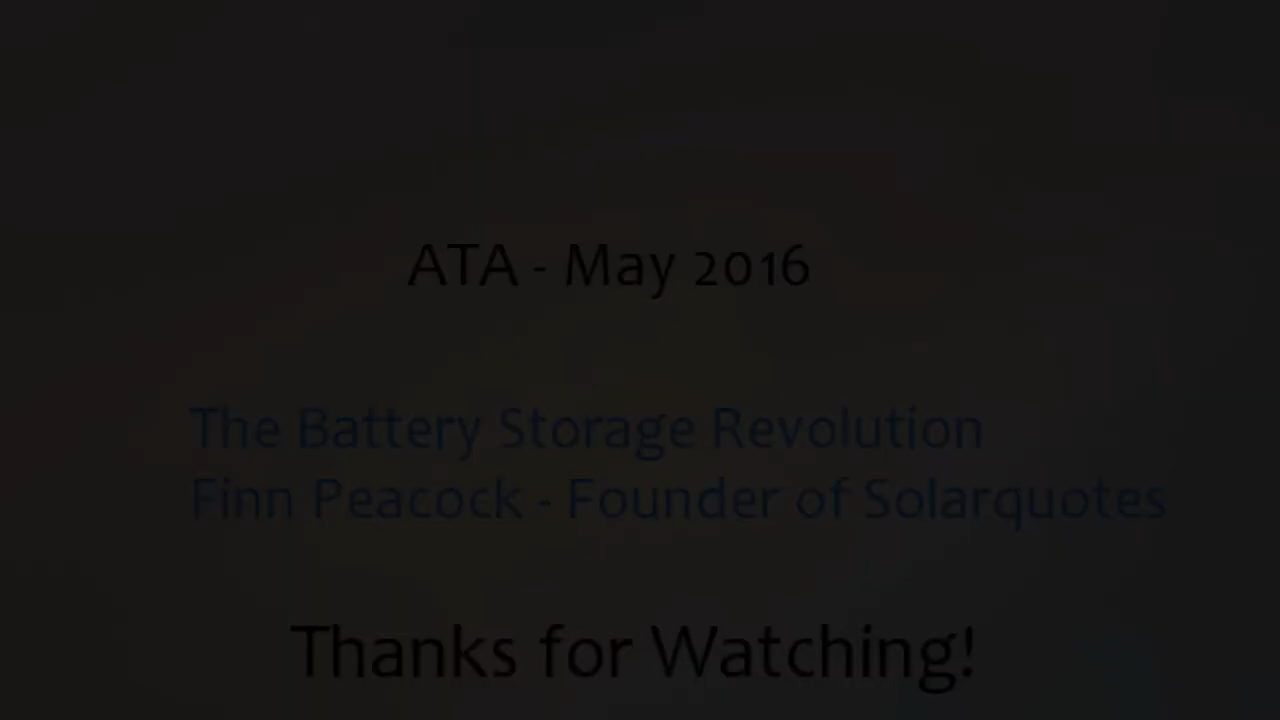 ATA - May 2016
The Battery Storage Revolution
Finn Peacock - Founder of Solarquotes
Thanks for Watching!